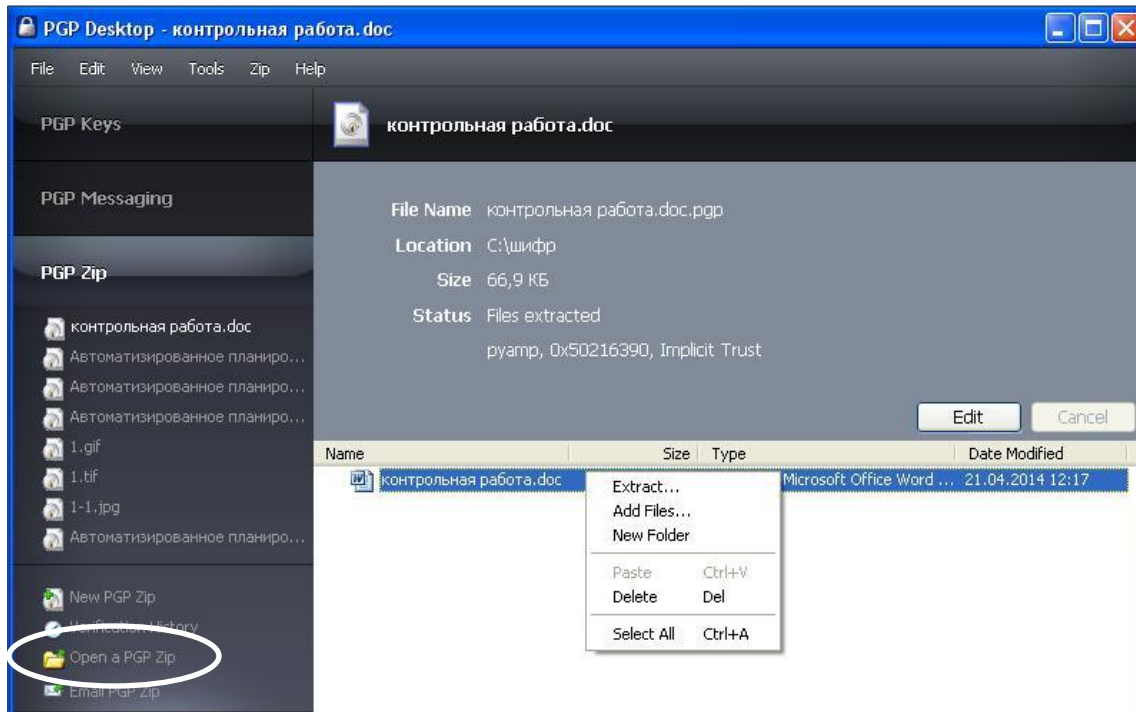 PGP Desktop - контрольная работа.doc
File Edit View Tools Zip Help
PGP Keys
контрольная работа.doc
PGP Messaging
File Name контрольная работа.doc.pgp
Location C:\шифр
PGP Zip
Size 66,9 КБ
Status Files extracted
контрольная работа.doc
Автоматизированное планиро...
pyamp, 0x50216390, Implicit Trust
Автоматизированное планиро...
Автоматизированное планиро...
Edit Cancel
1.gif
Name Size Type Date Modified
1.tif
контрольная работа.doc Microsoft Office Word ... 21.04.2014 12:17
Extract...
1-1.jpg
Add Files...
Автоматизированное планиро...
New Folder
Paste Ctrl+V
New PGP Zip
Delete Del
Verification History
Select All Ctrl+A
Open a PGP Zip
Email PGP Zip